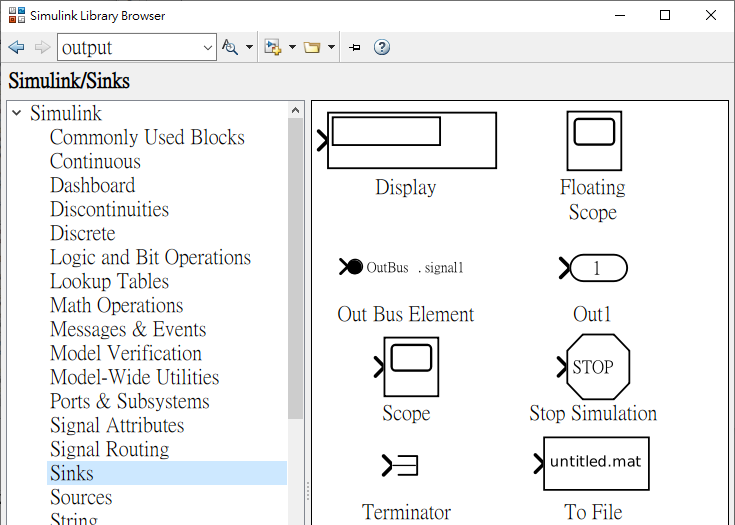 Simulink Library Browser
output
Simulink/Sinks
Simulink
Commonly Used Blocks
Continuous
Dashboard
Discontinuities
Discrete
Logic and Bit Operations
Lookup Tables
Math Operations
Messages & Events
Model Verification
Model-Wide Utilities
Ports & Subsystems
Signal Attributes
Signal Routing
Sinks
Sources
String
Display
Floating
Scope
OutBus .signal1
1
Out Bus Element
Out1
STOP
Scope
Stop Simulation
untitled.mat
Terminator
To File